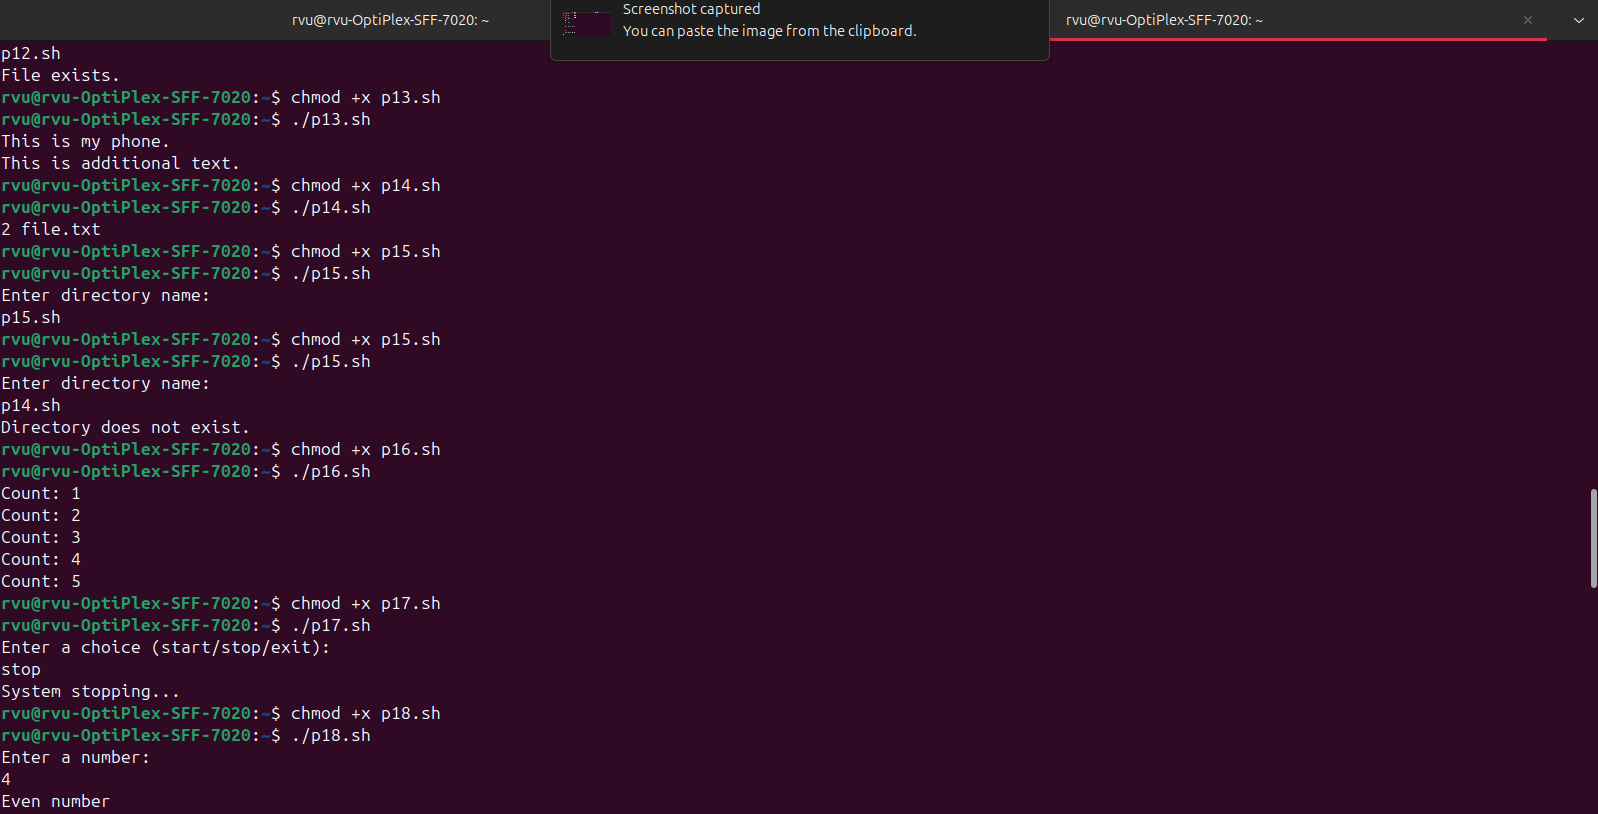 rvu@rvu-OptiPlex-SFF-7020: ~
Screenshot captured
You can paste the image from the clipboard.
rvu@rvu-OptiPlex-SFF-7020: ~
p12.sh
File exists.
rvu@rvu-OptiPlex-SFF-7020:~$ chmod +x p13.sh
rvu@rvu-OptiPlex-SFF-7020:~$ ./p13.sh
This is my phone.
This is additional text.
rvu@rvu-OptiPlex-SFF-7020:~$ chmod +x p14.sh
rvu@rvu-OptiPlex-SFF-7020:~$ ./p14.sh
2 file.txt
rvu@rvu-OptiPlex-SFF-7020:~$ chmod +x p15.sh
rvu@rvu-OptiPlex-SFF-7020:~$ ./p15.sh
Enter directory name:
p15.sh
rvu@rvu-OptiPlex-SFF-7020:~$ chmod +x p15.sh
rvu@rvu-OptiPlex-SFF-7020:~$ ./p15.sh
Enter directory name:
p14.sh
Directory does not exist.
rvu@rvu-OptiPlex-SFF-7020:~$ chmod +x p16.sh
rvu@rvu-OptiPlex-SFF-7020:~$ ./p16.sh
Count: 1
Count: 2
Count: 3
Count: 4
Count: 5
rvu@rvu-OptiPlex-SFF-7020:~$ chmod +x p17.sh
rvu@rvu-OptiPlex-SFF-7020:~$ ./p17.sh
Enter a choice (start/stop/exit):
stop
System stopping...
rvu@rvu-OptiPlex-SFF-7020:~$ chmod +x p18.sh
rvu@rvu-OptiPlex-SFF-7020:~$ ./p18.sh
Enter a number:
4
Even number